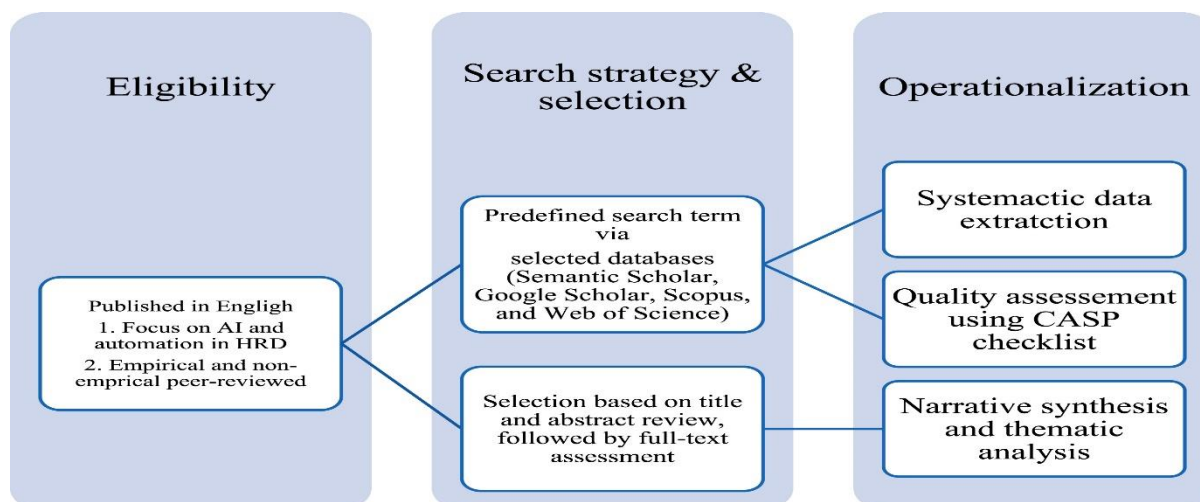 Eligibility
Published in Engligh
1. Focus on AI and
automation in HRD
2. Empirical and non-
emprical peer-reviewed
Search strategy &
selection
Predefined search term
via
selected databases
(Semantic Scholar,
Google Scholar, Scopus,
and Web of Science)
Selection based on title
and abstract review,
followed by full-text
assessment
Operationalization
Systemactic data
extratction
Quality assessement
using CASP
checklist
Narrative synthesis
and thematic
analysis